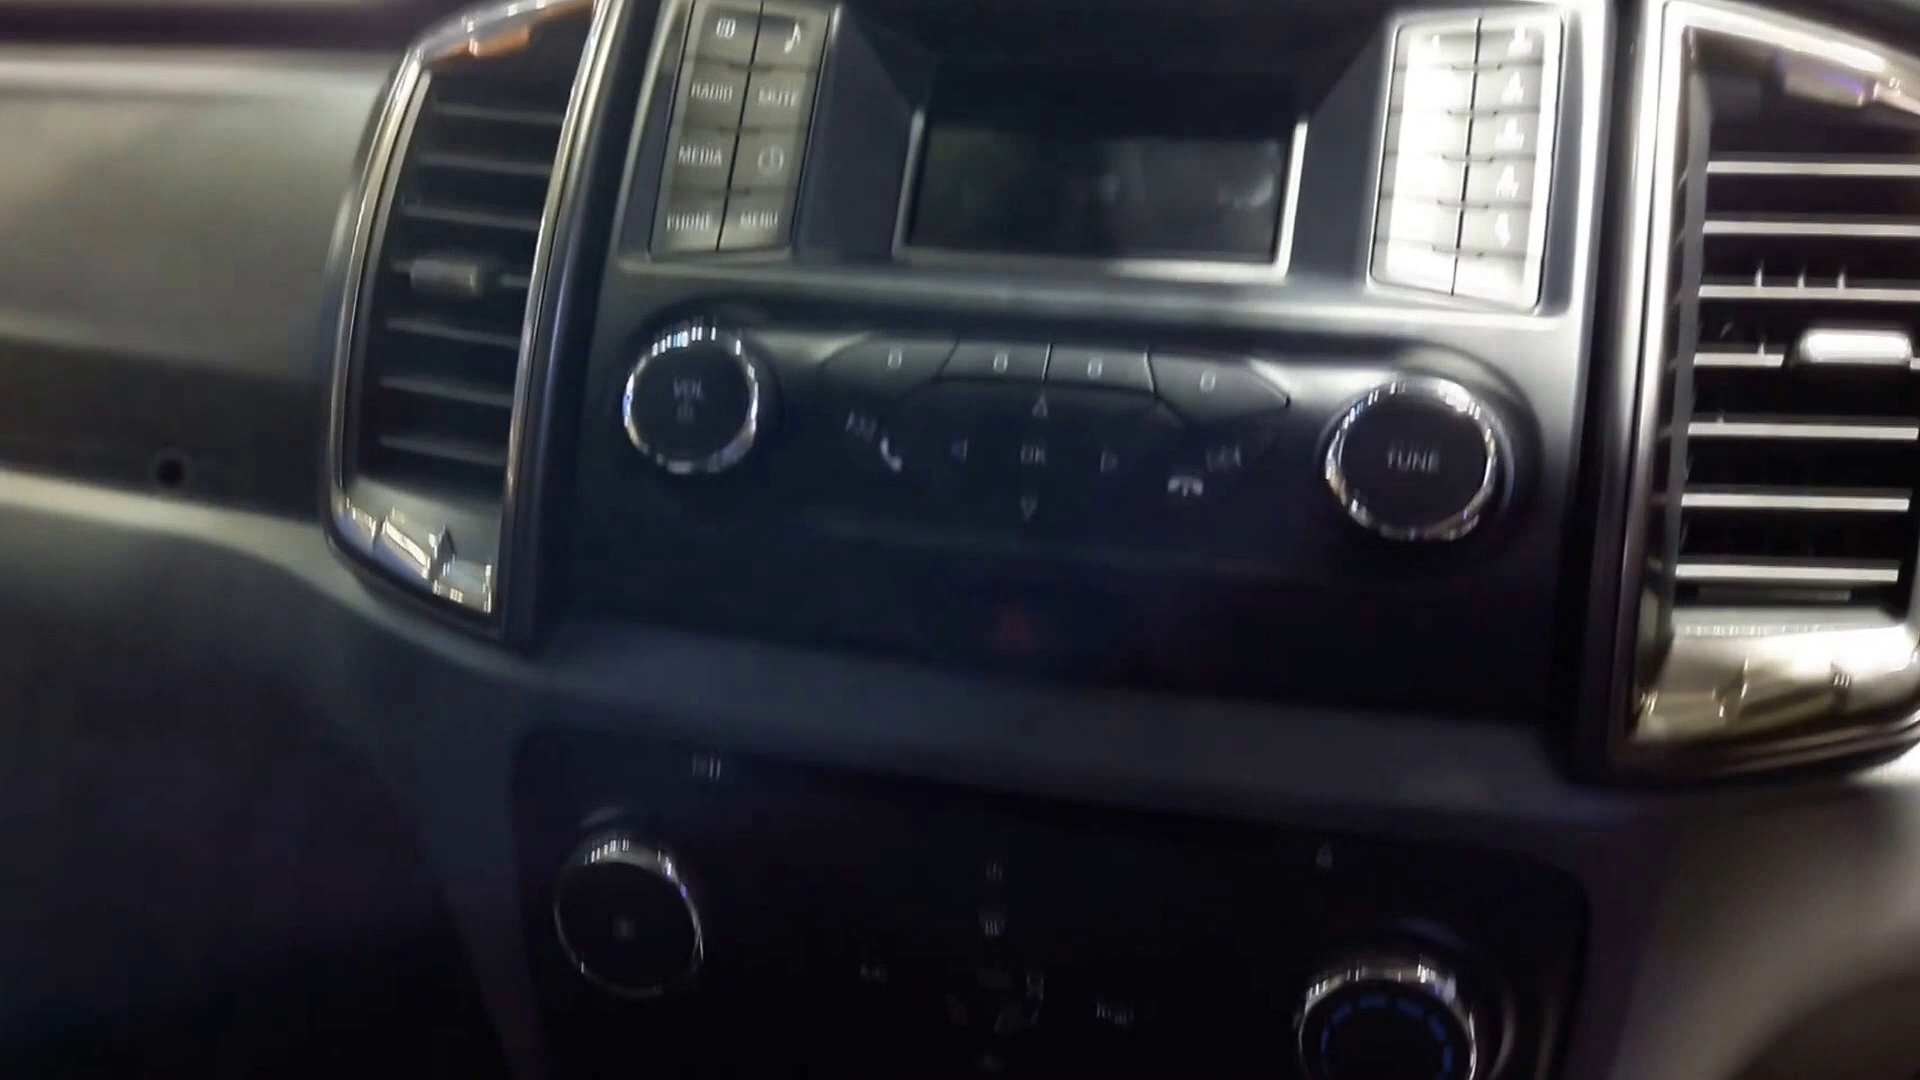 RADIO MUTE
MEDIA
PHONE MENU
VOL
OK
TUNE